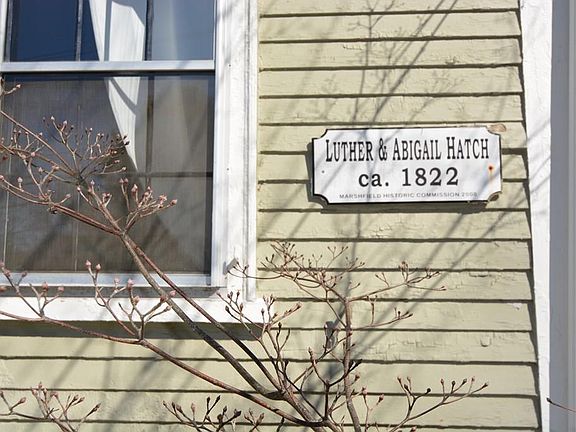 LUTHER & ABIGAIL HATCH
ca. 1822
MARSHFIELD HISTORIC COMMISSION 2008